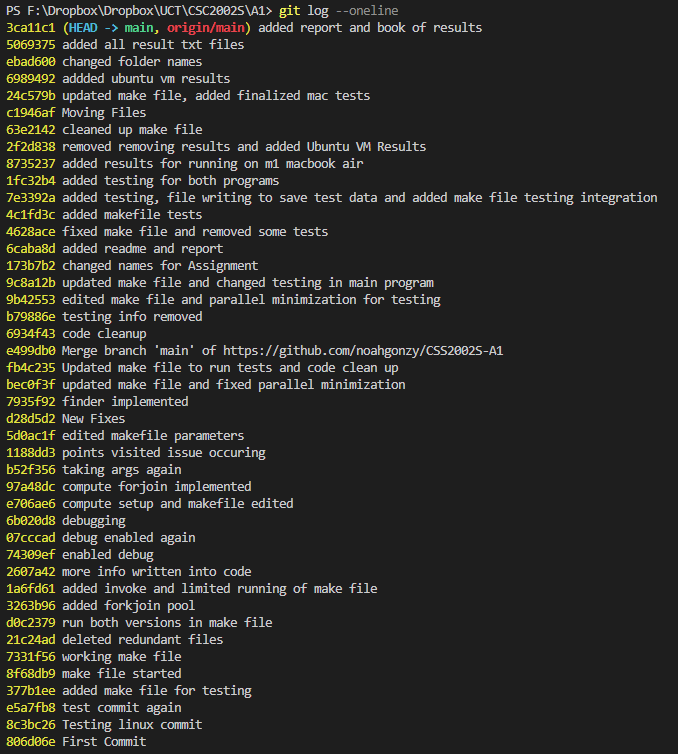 PS F:\Dropbox\Dropbox\UCT\CSC2002S\A1> git log --oneline
3ca11c1 (HEAD -> main, origin/main) added report and book of results
5069375 added all result txt files
ebad600 changed folder names
6989492 addded ubuntu vm results
24c579b updated make file, added finalized mac tests
c1946af Moving Files
63e2142 cleaned up make file
2f2d838 removed removing results and added Ubuntu VM Results
8735237 added results for running on m1 macbook air
1fc32b4 added testing for both programs
7e3392a added testing, file writing to save test data and added make file testing integration
4c1fd3c added makefile tests
4628ace fixed make file and removed some tests
6caba8d added readme and report
173b7b2 changed names for Assignment
9c8a12b updated make file and changed testing in main program
9b42553 edited make file and parallel minimization for testing
b79886e testing info removed
6934f43 code cleanup
e499db0 Merge branch 'main' of https://github.com/noahgonzy/CSS2002S-A1
fb4c235 Updated make file to run tests and code clean up
bec0f3f updated make file and fixed parallel minimization
7935f92 finder implemented
d28d5d2 New Fixes
5d0ac1f edited makefile parameters
1188dd3 points visited issue occuring
b52f356 taking args again
97a48dc compute forjoin implemented
e706ae6 compute setup and makefile edited
6b020d8 debugging
07cccad debug enabled again
74309ef enabled debug
2607a42 more info written into code
1a6fd61 added invoke and limited running of make file
3263b96 added forkjoin pool
d0c2379 run both versions in make file
21c24ad deleted redundant files
7331f56 working make file
8f68db9 make file started
377b1ee added make file for testing
e5a7fb8 test commit again
8c3bc26 Testing linux commit
806d06e First Commit